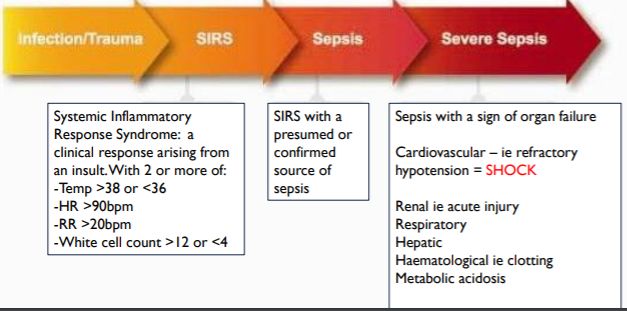 Infection/Trauma
SIRS
Sepsis
Severe Sepsis
Systemic Inflammatory
Response Syndrome: a
clinical response arising from
an insult.With 2 or more of:
-Temp >38 or <36
-HR >90bpm
-RR >20bpm
-White cell count >12 or <4
SIRS with a
presumed or
confirmed
source of
sepsis
Sepsis with a sign of organ failure
Cardiovascular – ie refractory
hypotension = SHOCK
Renal ie acute injury
Respiratory
Hepatic
Haematological ie clotting
Metabolic acidosis